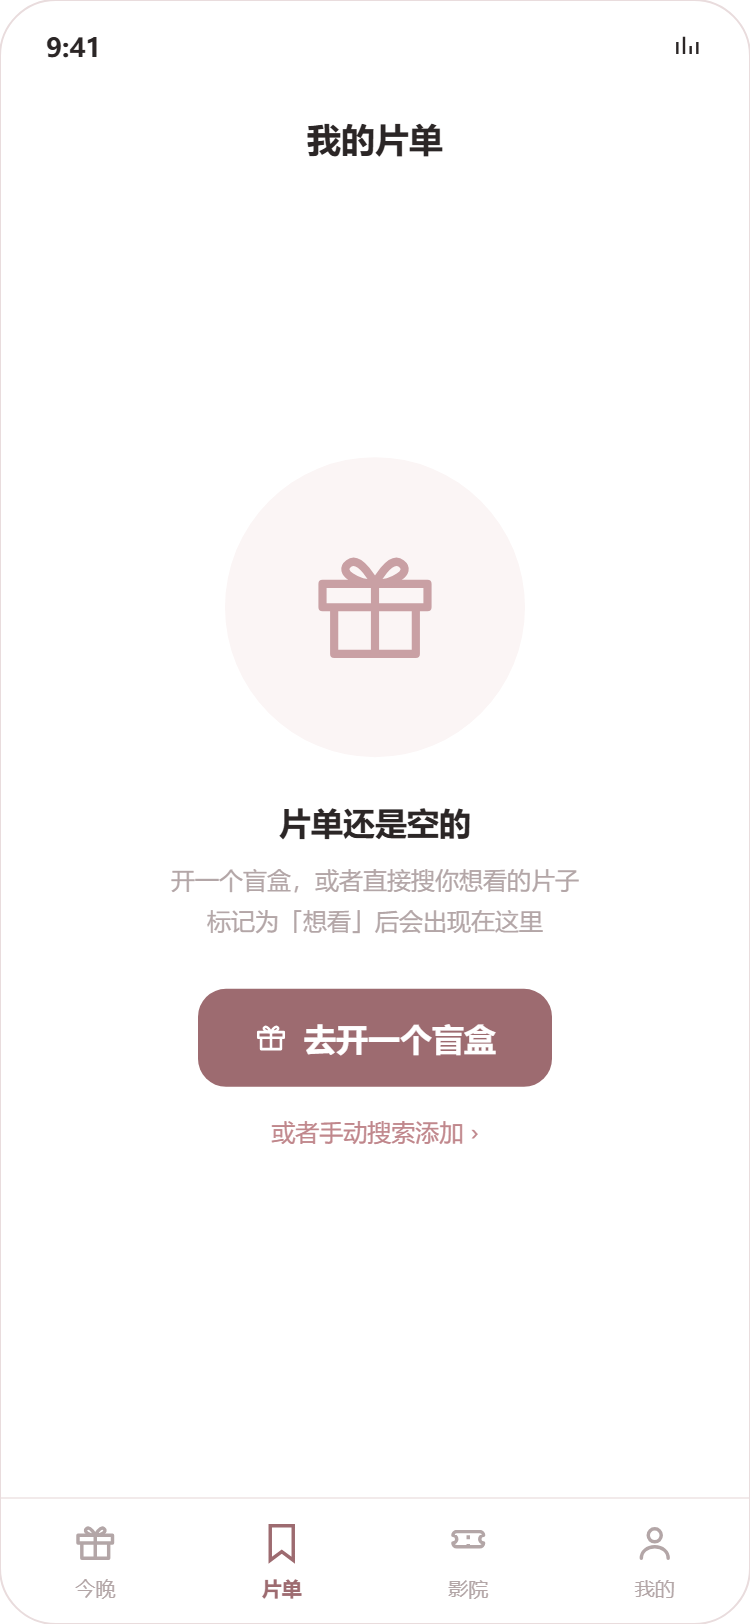 9:41
我的片单
片单还是空的
开一个盲盒，或者直接搜你想看的片子
标记为「想看」后会出现在这里
去开一个盲盒
或者手动搜索添加 ›
今晚
片单
影院
我的